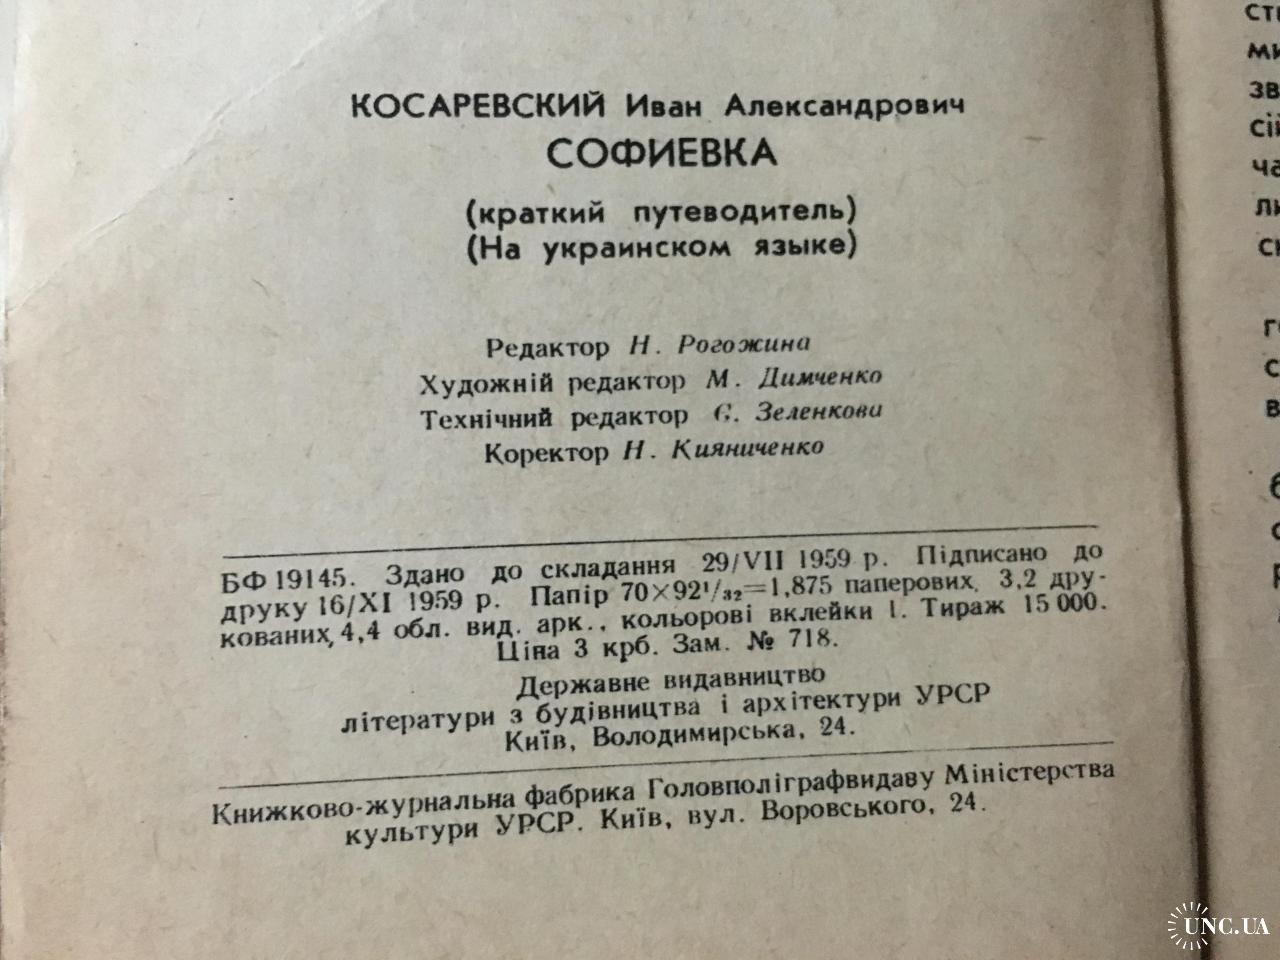 КОСАРЕВСКИЙ Иван Александрович
СОФИЕВКА
(краткий путеводитель)
(На украинском языке)
Редактор Н. Рогожина
Художній редактор М. Димченко
Технічний редактор Є. Зеленкова
Коректор Н. Кияниченко
БФ 19145. Здано до складання 29/VII 1959 р. Підписано до
друку 16/XI 1959 р. Папір 70×92¹/₃₂=1,875 паперових, 3,2 дру-
кованих, 4,4 обл. вид. арк., кольорові вклейки 1. Тираж 15 000.
Ціна 3 крб. Зам. № 718.
Державне видавництво
літератури з будівництва і архітектури УРСР
Київ, Володимирська, 24.
Книжково-журнальна фабрика Головполіграфвидаву Міністерства
культури УРСР. Київ, вул. Воровського, 24.
UNC.UA